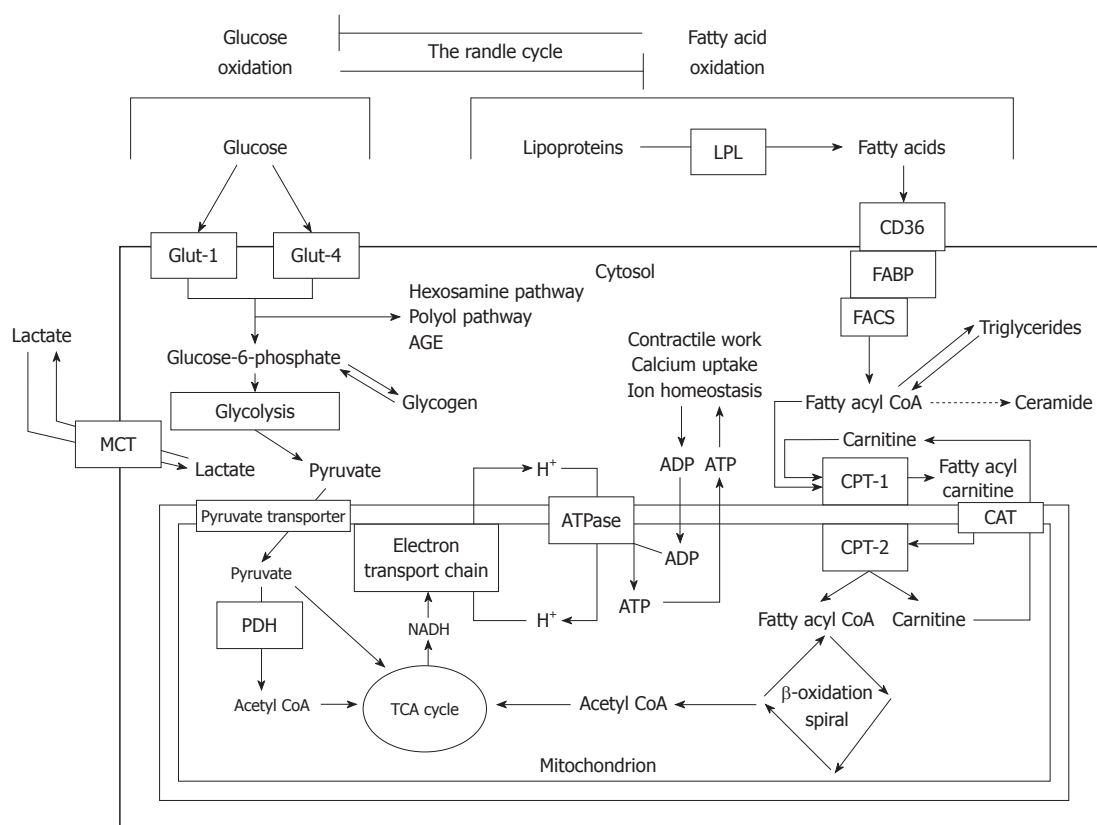 Glucose
oxidation
The randle cycle
Fatty acid
oxidation
Glucose
Lipoproteins
LPL
Fatty acids
Glut-1
Glut-4
CD36
FABP
FACS
Cytosol
Hexosamine pathway
Polyol pathway
AGE
Lactate
Glucose-6-phosphate
Glycogen
Contractile work
Calcium uptake
Ion homeostasis
Triglycerides
Fatty acyl CoA
Ceramide
Glycolysis
MCT
Lactate
Pyruvate
H+
ADP
ATP
Carnitine
CPT-1
Fatty acyl
carnitine
Pyruvate transporter
ATPase
CAT
Electron
transport chain
CPT-2
Pyruvate
ADP
PDH
NADH
H+
ATP
Fatty acyl CoA
Carnitine
Acetyl CoA
TCA cycle
Acetyl CoA
β-oxidation
spiral
Mitochondrion